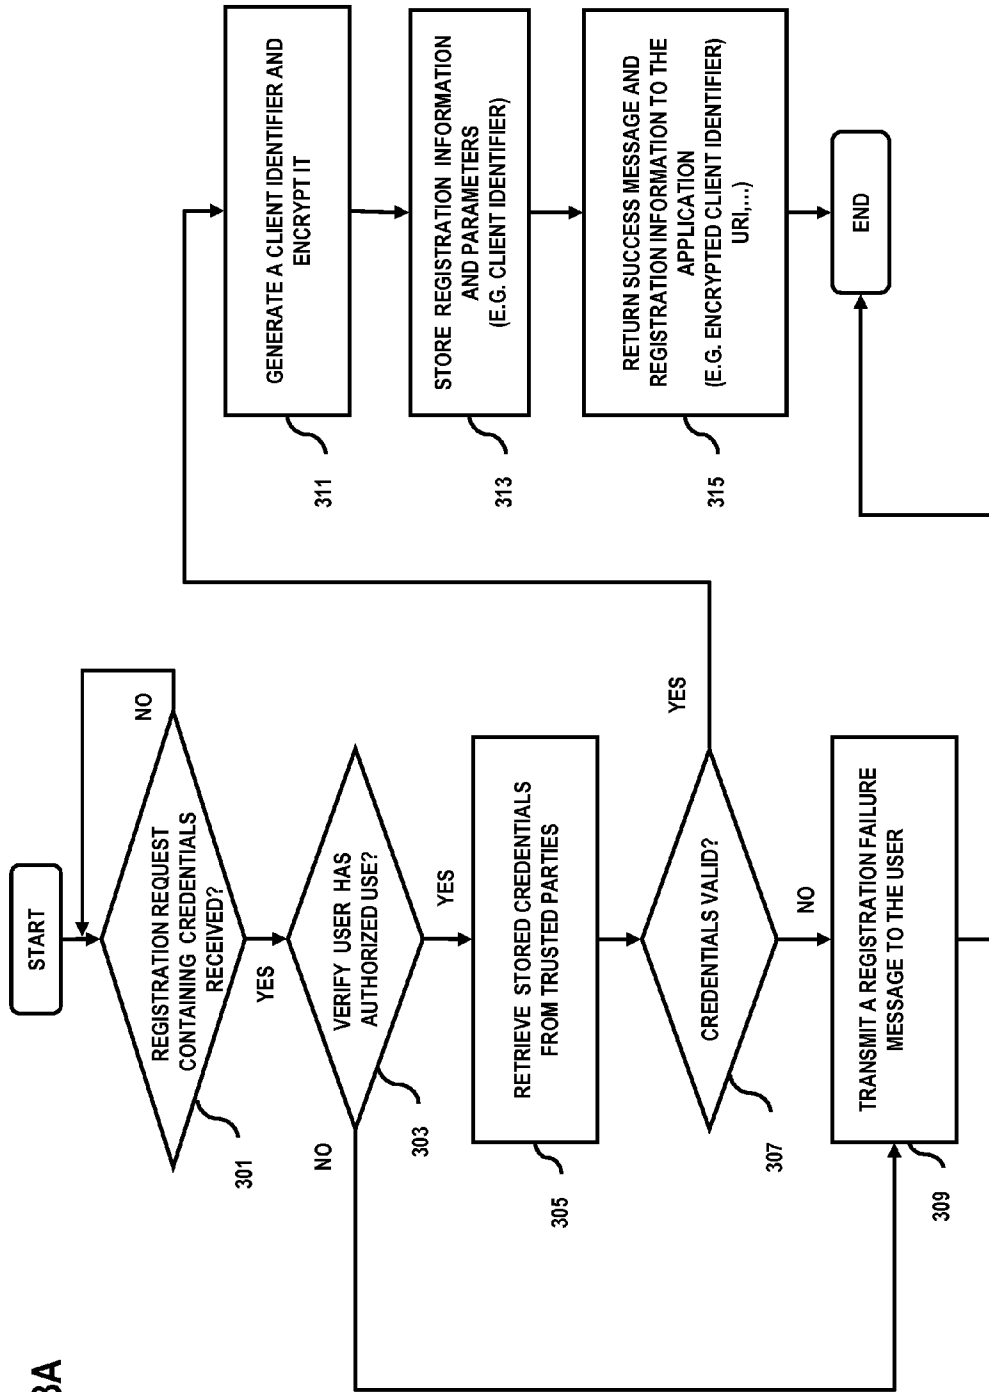 3A
START
REGISTRATION REQUEST
CONTAINING CREDENTIALS
RECEIVED?
NO
301
YES
VERIFY USER HAS
AUTHORIZED USE?
NO
303
YES
RETRIEVE STORED CREDENTIALS
FROM TRUSTED PARTIES
305
CREDENTIALS VALID?
YES
307
NO
TRANSMIT A REGISTRATION FAILURE
MESSAGE TO THE USER
309
GENERATE A CLIENT IDENTIFIER AND
ENCRYPT IT
311
STORE REGISTRATION INFORMATION
AND PARAMETERS
(E.G. CLIENT IDENTIFIER)
313
RETURN SUCCESS MESSAGE AND
REGISTRATION INFORMATION TO THE
APPLICATION
(E.G. ENCRYPTED CLIENT IDENTIFIER)
URI,...)
315
END